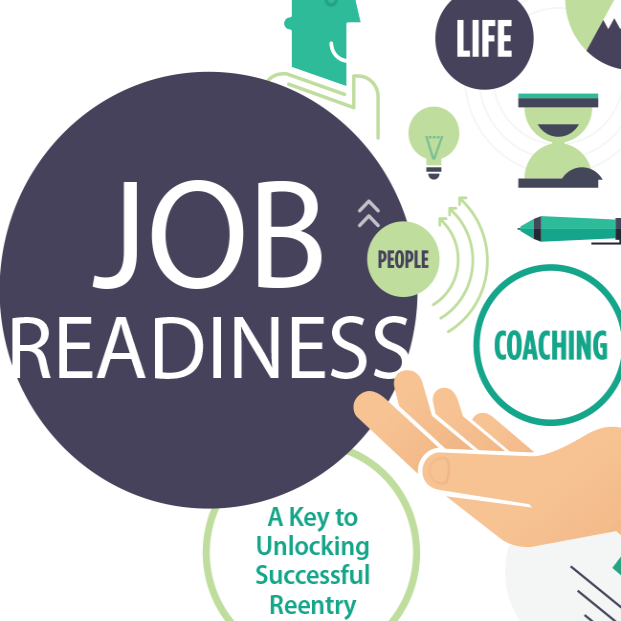 LIFE
JOB
READINESS
PEOPLE
COACHING
A Key to
Unlocking
Successful
Reentry